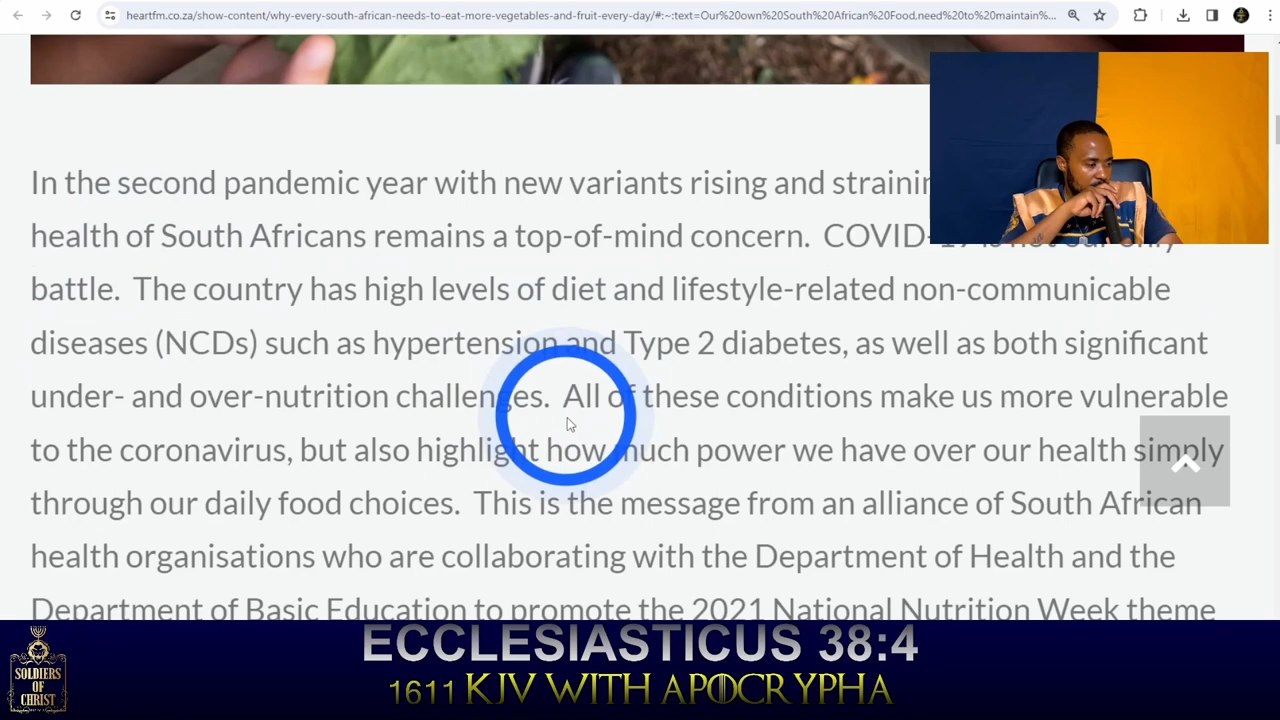 heartfm.co.za/show-content/why-every-south-african-needs-to-eat-more-vegetables-and-fruit-every-day/#:~:text=Our%20own%20South%20African%20Food,need%20to%20maintain%...
In the second pandemic year with new variants rising and
health of South Africans remains a top-of-mind concern. COVID-
battle. The country has high levels of diet and lifestyle-related non-communicable
diseases (NCDs) such as hypertension and Type 2 diabetes, as well as both significant
under- and over-nutrition challenges. All of these conditions make us more vulnerable
to the coronavirus, but also highlight how much power we have over our health simply
through our daily food choices. This is the message from an alliance of South African
health organisations who are collaborating with the Department of Health and the
Department of Basic Education to promote the 2021 National Nutrition Week theme
ECCLESIASTICUS 38:4
1611 KJV WITH APOCRYPHA
SOLDIERS
OF
CHRIST